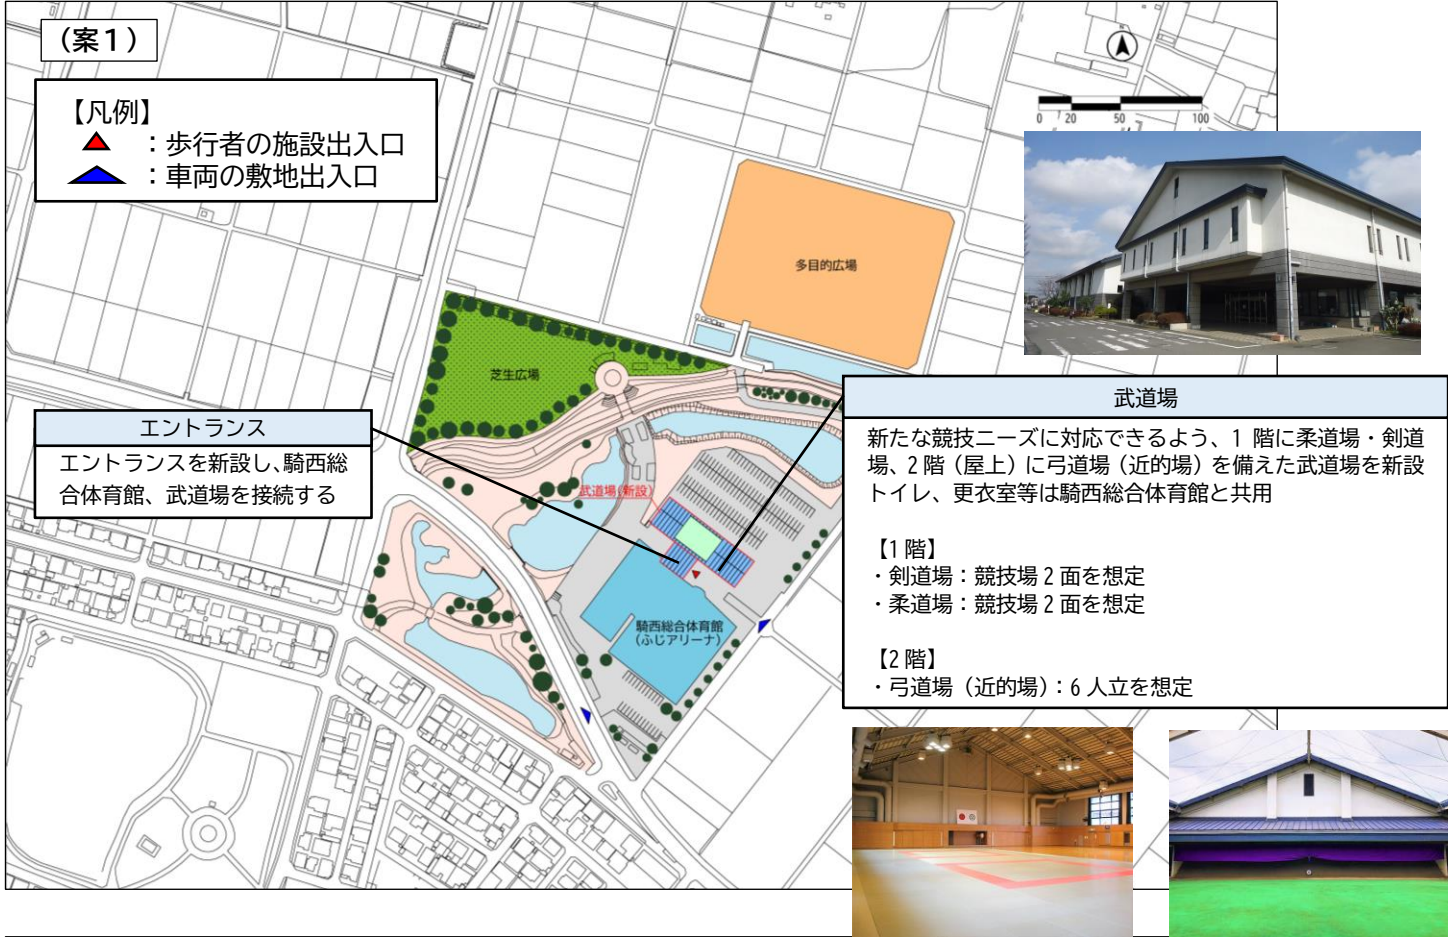 （案１）
【凡例】
：歩行者の施設出入口
：車両の敷地出入口
0 20 50 100
多目的広場
芝生広場
エントランス
エントランスを新設し、騎西総
合体育館、武道場を接続する
武道場(新設)
騎西総合体育館
(ふじアリーナ)
武道場
新たな競技ニーズに対応できるよう、1 階に柔道場・剣道
場、2 階（屋上）に弓道場（近的場）を備えた武道場を新設
トイレ、更衣室等は騎西総合体育館と共用
【1 階】
・剣道場：競技場 2 面を想定
・柔道場：競技場 2 面を想定
【2 階】
・弓道場（近的場）：6 人立を想定